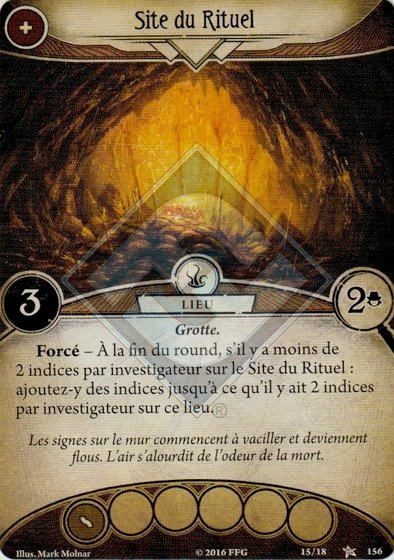 Site du Rituel
3
LIEU
2
Grotte.
Forcé – À la fin du round, s'il y a moins de
2 indices par investigateur sur le Site du Rituel :
ajoutez-y des indices jusqu'à ce qu'il y ait 2 indices
par investigateur sur ce lieu.
Les signes sur le mur commencent à vaciller et deviennent
flous. L'air s'alourdit de l'odeur de la mort.
Illus. Mark Molnar © 2016 FFG 15/18 156